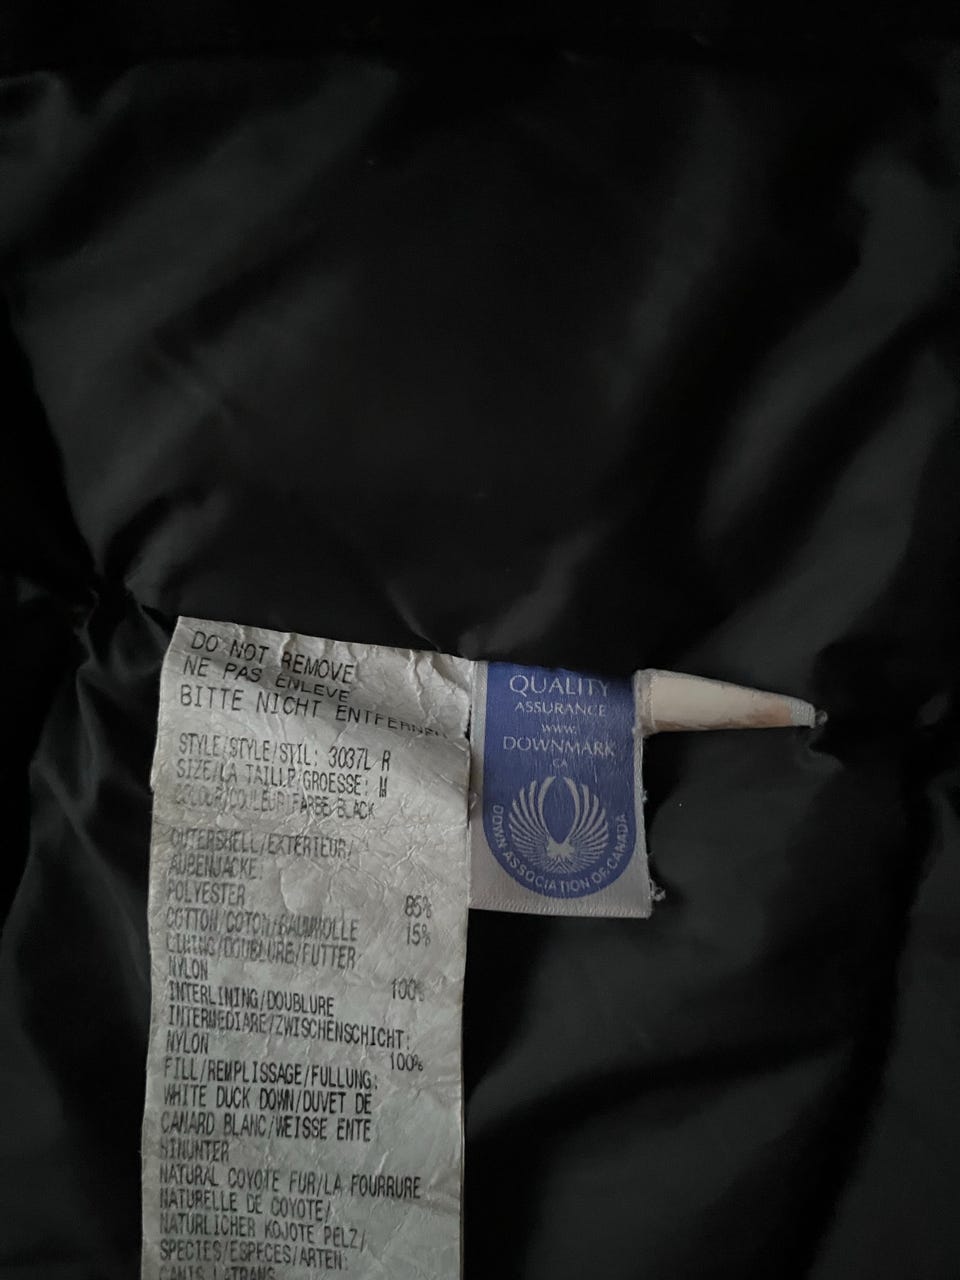 DO NOT REMOVE
NE PAS ENLEVE
BITTE NICHT ENTFERNEN
STYLE/STYLE/STIL: 3037L R
SIZE/LA TAILLE/GROESSE: M
COLOUR/COULEUR/FARBE BLACK
OUTERSHELL/EXTERIEUR/
AUBENJACKE:
POLYESTER 85%
COTTON/COTON/BAUMWOLLE 15%
LINING/DOUBLURE/FUTTER
NYLON 100%
INTERLINING/DOUBLURE
INTERMEDIARE/ZWISCHENSCHICHT:
NYLON 100%
FILL/REMPLISSAGE/FULLUNG:
WHITE DUCK DOWN/DUVET DE
CANARD BLANC/WEISSE ENTE
HINUNTER
NATURAL COYOTE FUR/LA FOURRURE
NATURELLE DE COYOTE/
NATURLICHER KOJOTE PELZ/
SPECIES/ESPECES/ARTEN:
CANIS LATRANS
QUALITY
ASSURANCE
www.
DOWNMARK
CA
DOWN ASSOCIATION OF CANADA